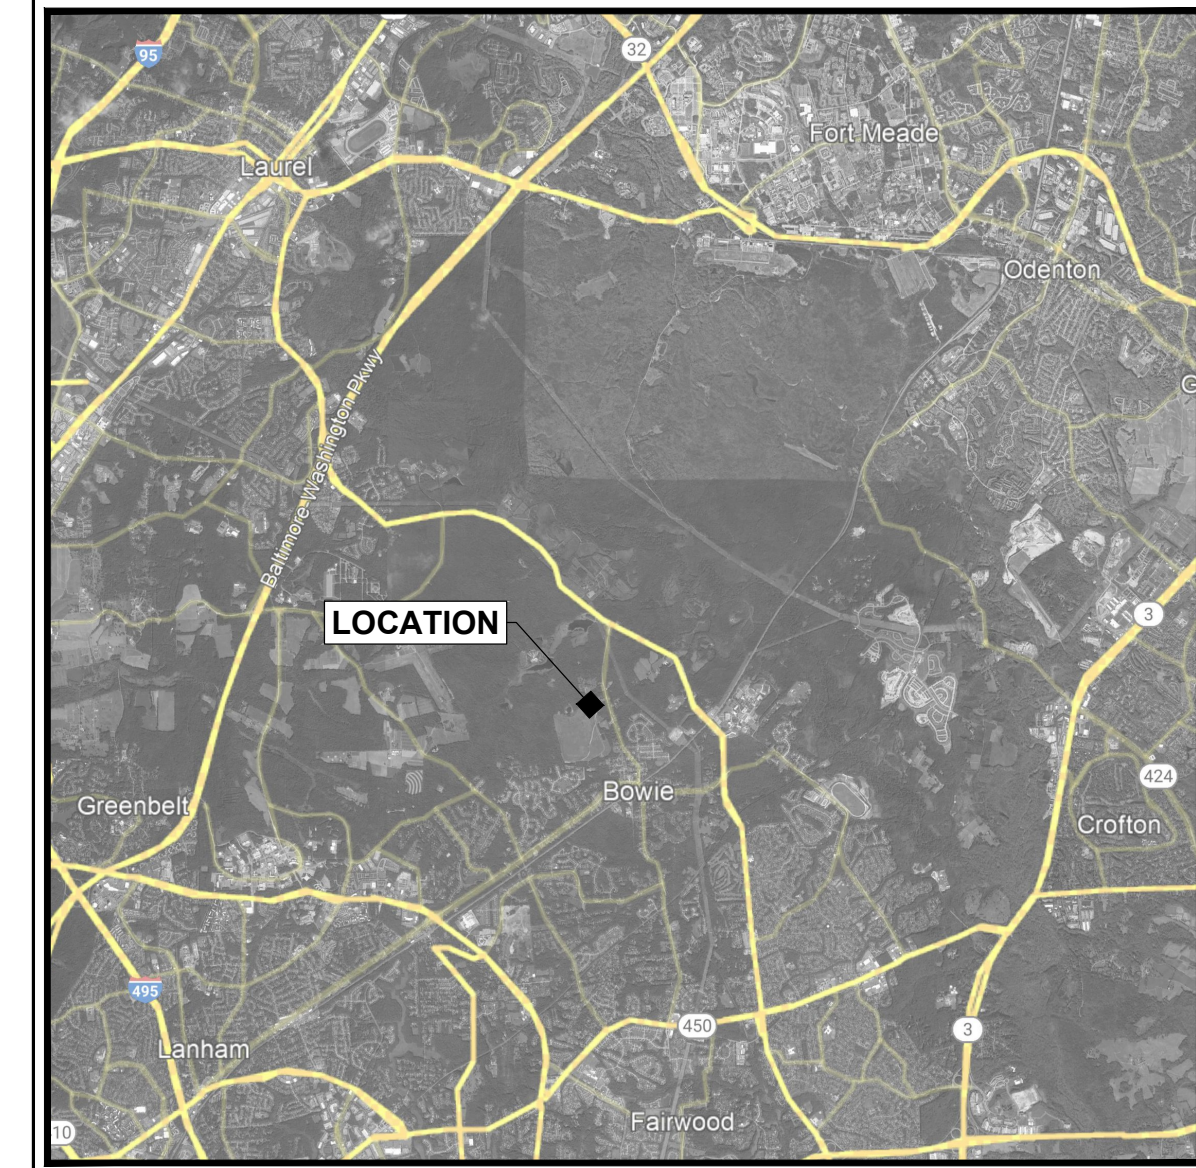 95
32
Fort Meade
Laurel
Odenton
G
Baltimore-Washington Pkwy
LOCATION
3
424
Greenbelt
Bowie
Crofton
495
450
3
Lanham
Fairwood
10